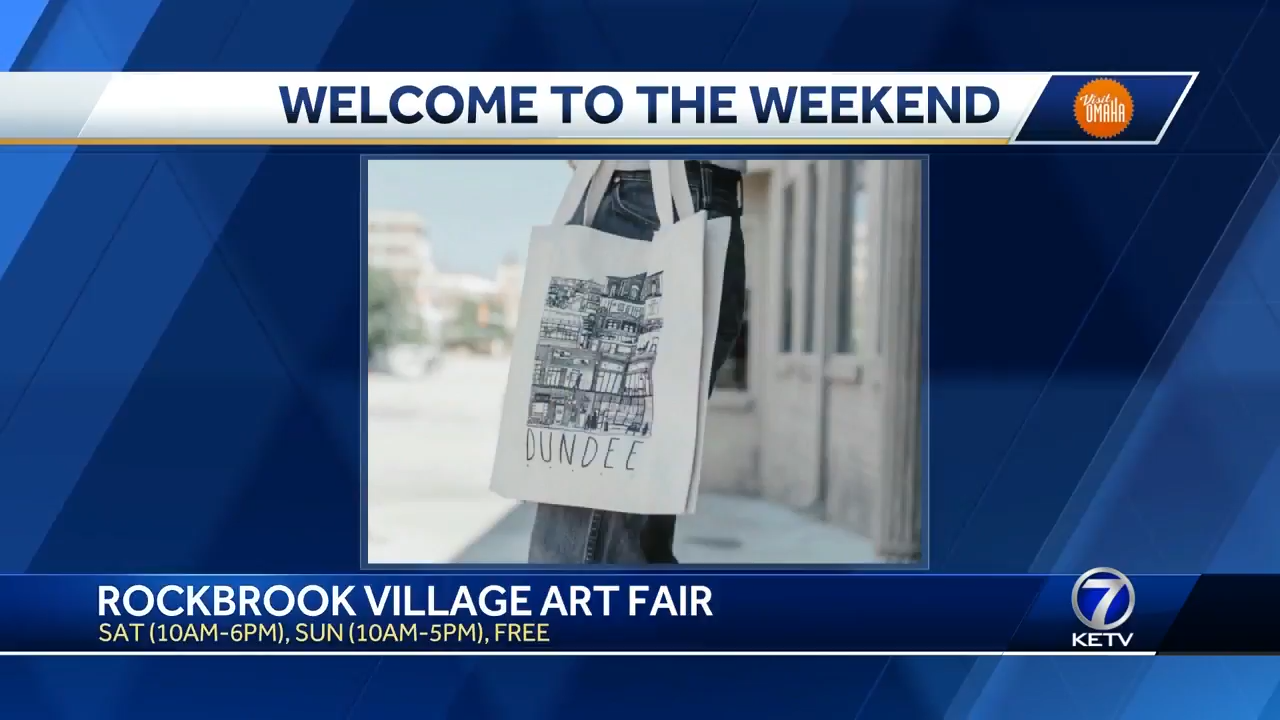 WELCOME TO THE WEEKEND
Visit
OMAHA
DUNDEE
ROCKBROOK VILLAGE ART FAIR
SAT (10AM-6PM), SUN (10AM-5PM), FREE
7
KETV